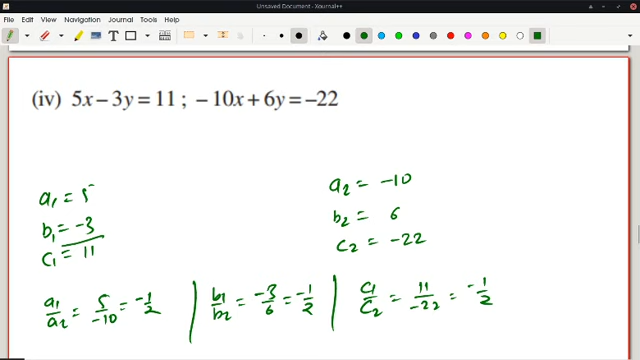 Unsaved Document - Xournal++
File Edit View Navigation Journal Tools Plugin Help
(iv) 5x − 3y = 11 ; − 10x + 6y = −22
a₁ = 5
b₁ = −3
c₁ = 11
a₂ = −10
b₂ = 6
c₂ = −22
a₁/a₂ = 5/−10 = −1/2 | b₁/b₂ = −3/6 = −1/2 | c₁/c₂ = 11/−22 = −1/2